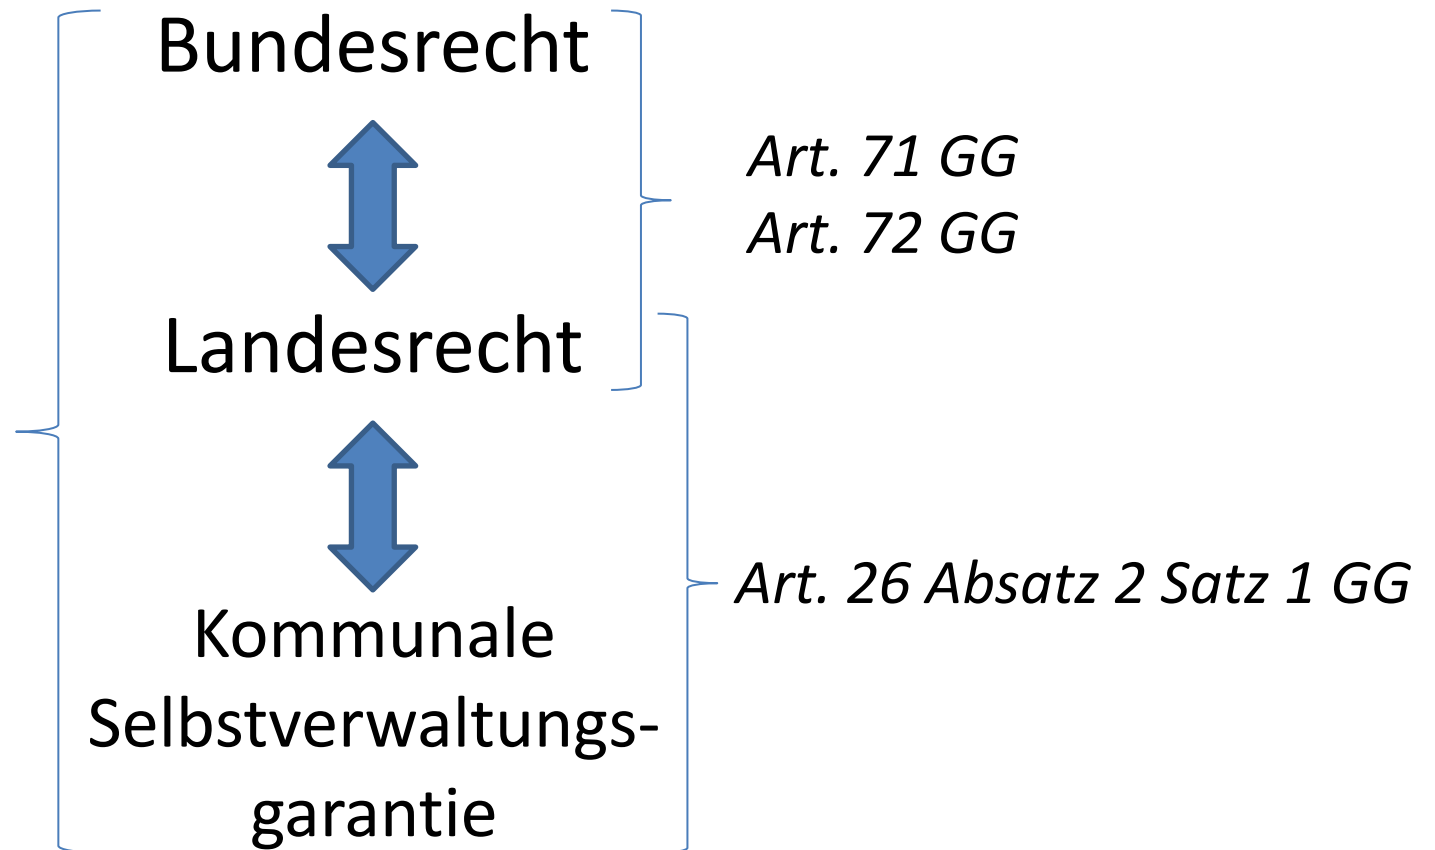 Bundesrecht
Art. 71 GG
Art. 72 GG
Landesrecht
Art. 26 Absatz 2 Satz 1 GG
Kommunale
Selbstverwaltungs-
garantie